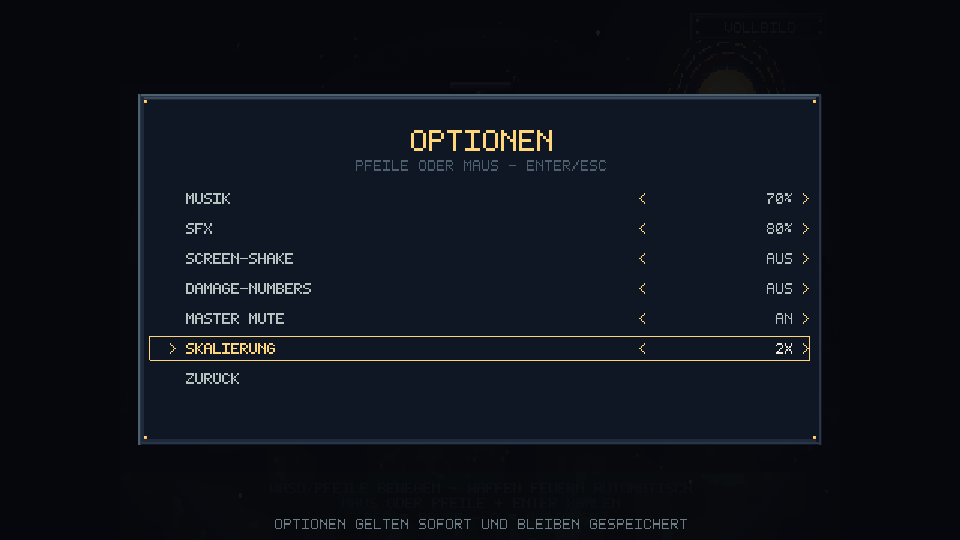 VOLLBILD
OPTIONEN
PFEILE ODER MAUS - ENTER/ESC
MUSIK < 70% >
SFX < 80% >
SCREEN-SHAKE < AUS >
DAMAGE-NUMBERS < AUS >
MASTER MUTE < AN >
> SKALIERUNG < 2X >
ZURÜCK
OPTIONEN GELTEN SOFORT UND BLEIBEN GESPEICHERT